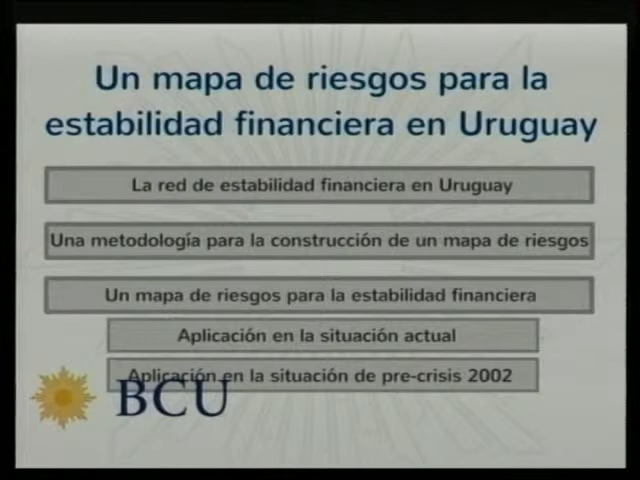 Un mapa de riesgos para la
estabilidad financiera en Uruguay
La red de estabilidad financiera en Uruguay
Una metodología para la construcción de un mapa de riesgos
Un mapa de riesgos para la estabilidad financiera
Aplicación en la situación actual
Aplicación en la situación de pre-crisis 2002
BCU